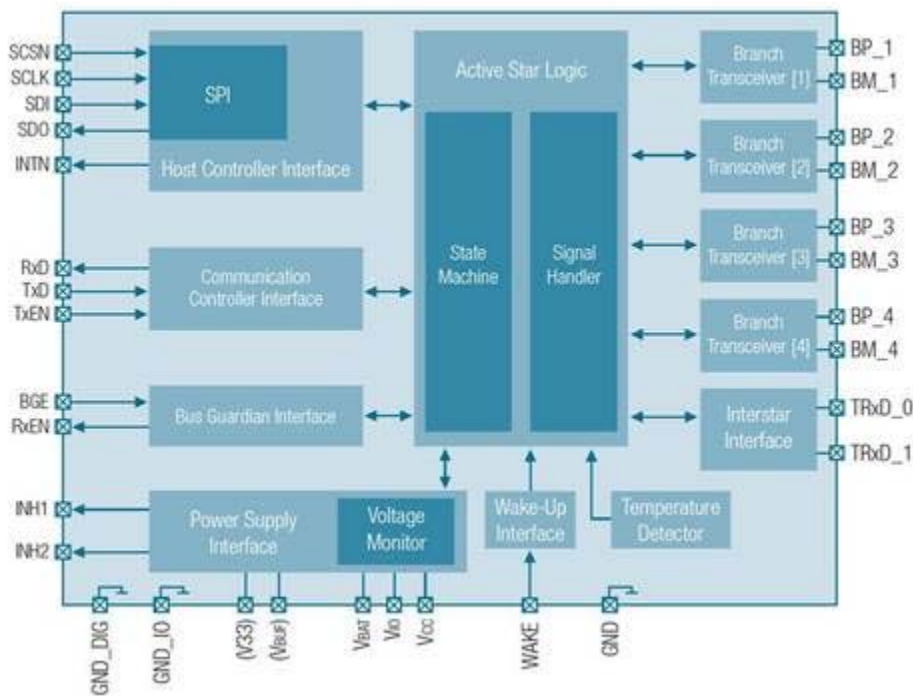 SCSN
SCLK
SDI
SDO
INTN
SPI
Host Controller Interface
RxD
TxD
TxEN
Communication
Controller Interface
BGE
RxEN
Bus Guardian Interface
INH1
INH2
Power Supply
Interface
Voltage
Monitor
Active Star Logic
State
Machine
Signal
Handler
Wake-Up
Interface
Temperature
Detector
Branch
Transceiver [1]
BP_1
BM_1
Branch
Transceiver [2]
BP_2
BM_2
Branch
Transceiver [3]
BP_3
BM_3
Branch
Transceiver [4]
BP_4
BM_4
Interstar
Interface
TRxD_0
TRxD_1
GND_DIG
GND_IO
(V33)
(VBUF)
VBAT
VIO
VCC
WAKE
GND